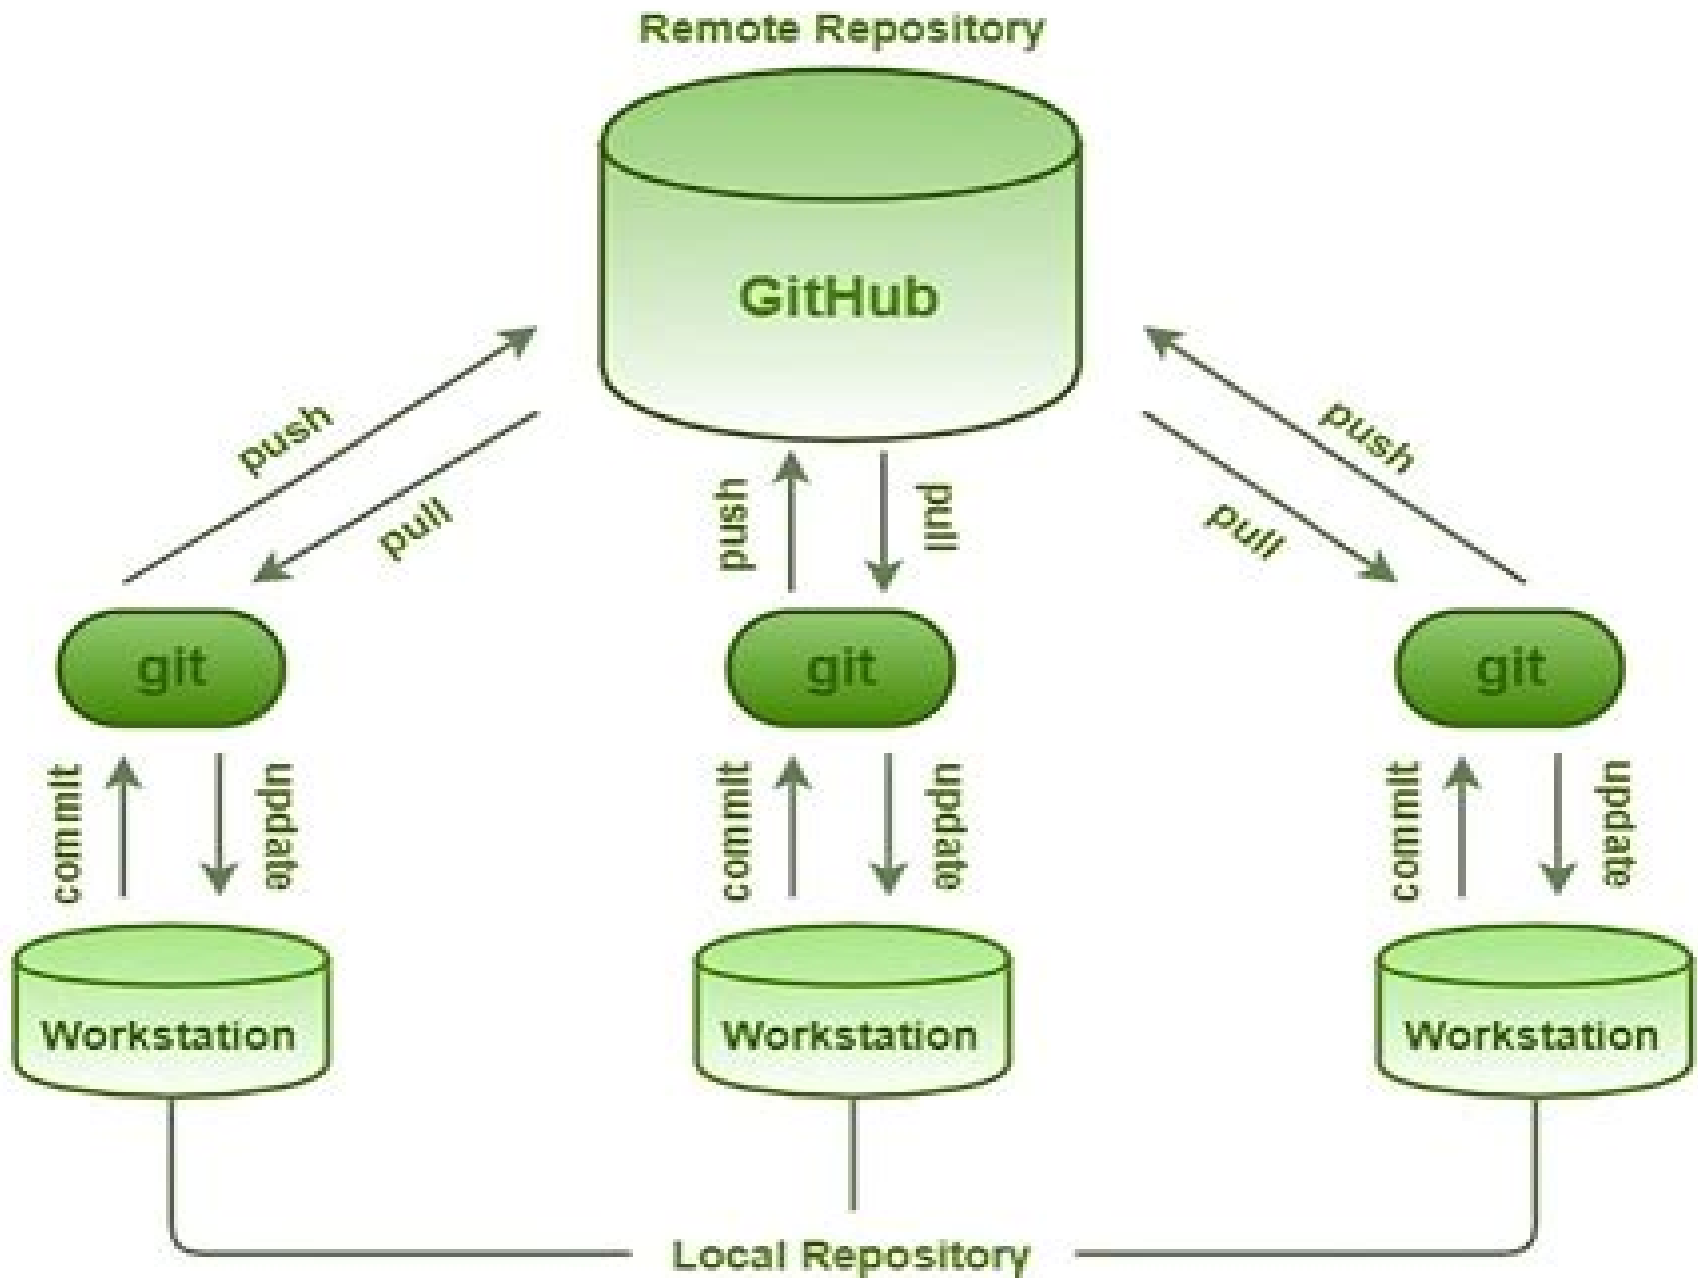 Remote Repository
GitHub
push
pull
push
pull
push
pull
git
git
git
commit
update
commit
update
commit
update
Workstation
Workstation
Workstation
Local Repository